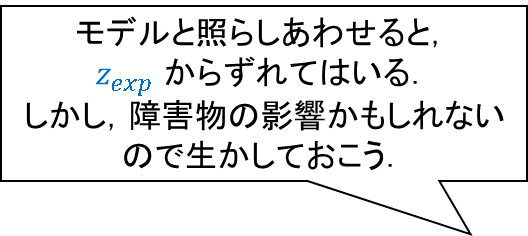 モデルと照らしあわせると，
z_exp からずれてはいる．
しかし，障害物の影響かもしれない
ので生かしておこう．